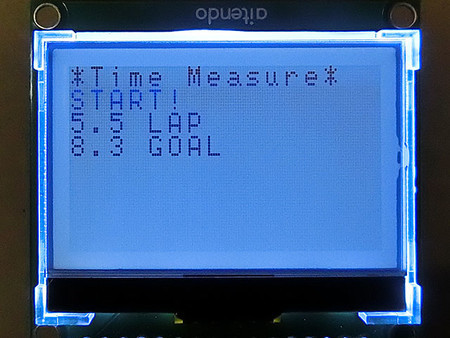 aitendo
*Time Measure*
START!
5.5 LAP
8.3 GOAL